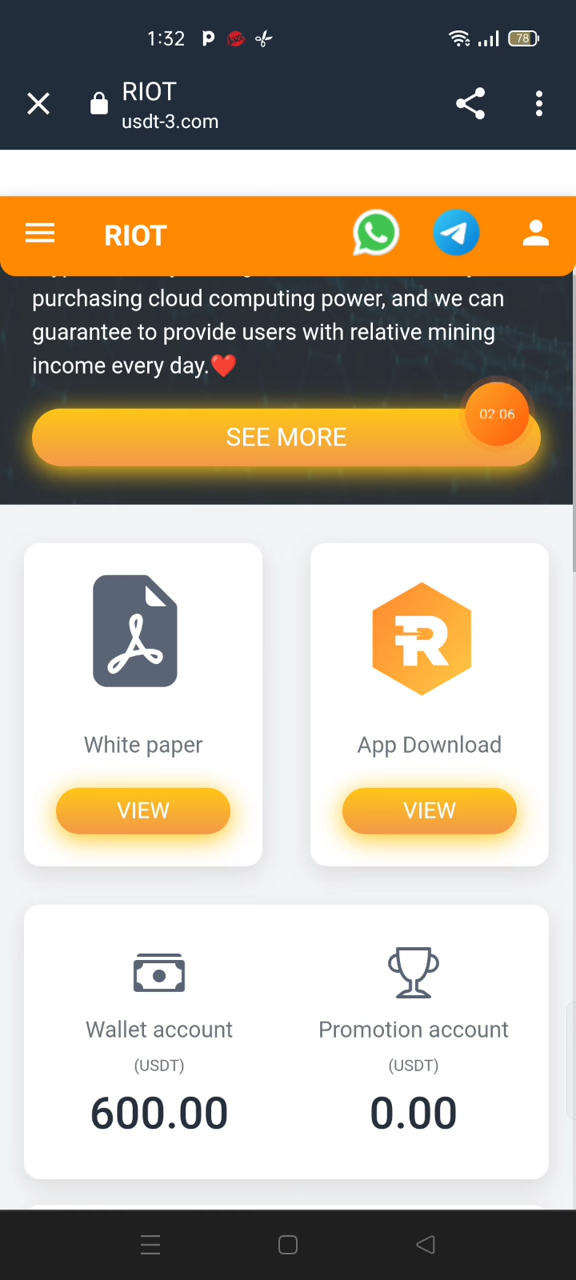 1:32
78
RIOT
usdt-3.com
RIOT
purchasing cloud computing power, and we can
guarantee to provide users with relative mining
income every day.❤️
02:06
SEE MORE
White paper
App Download
VIEW
VIEW
Wallet account
Promotion account
(USDT)
(USDT)
600.00
0.00